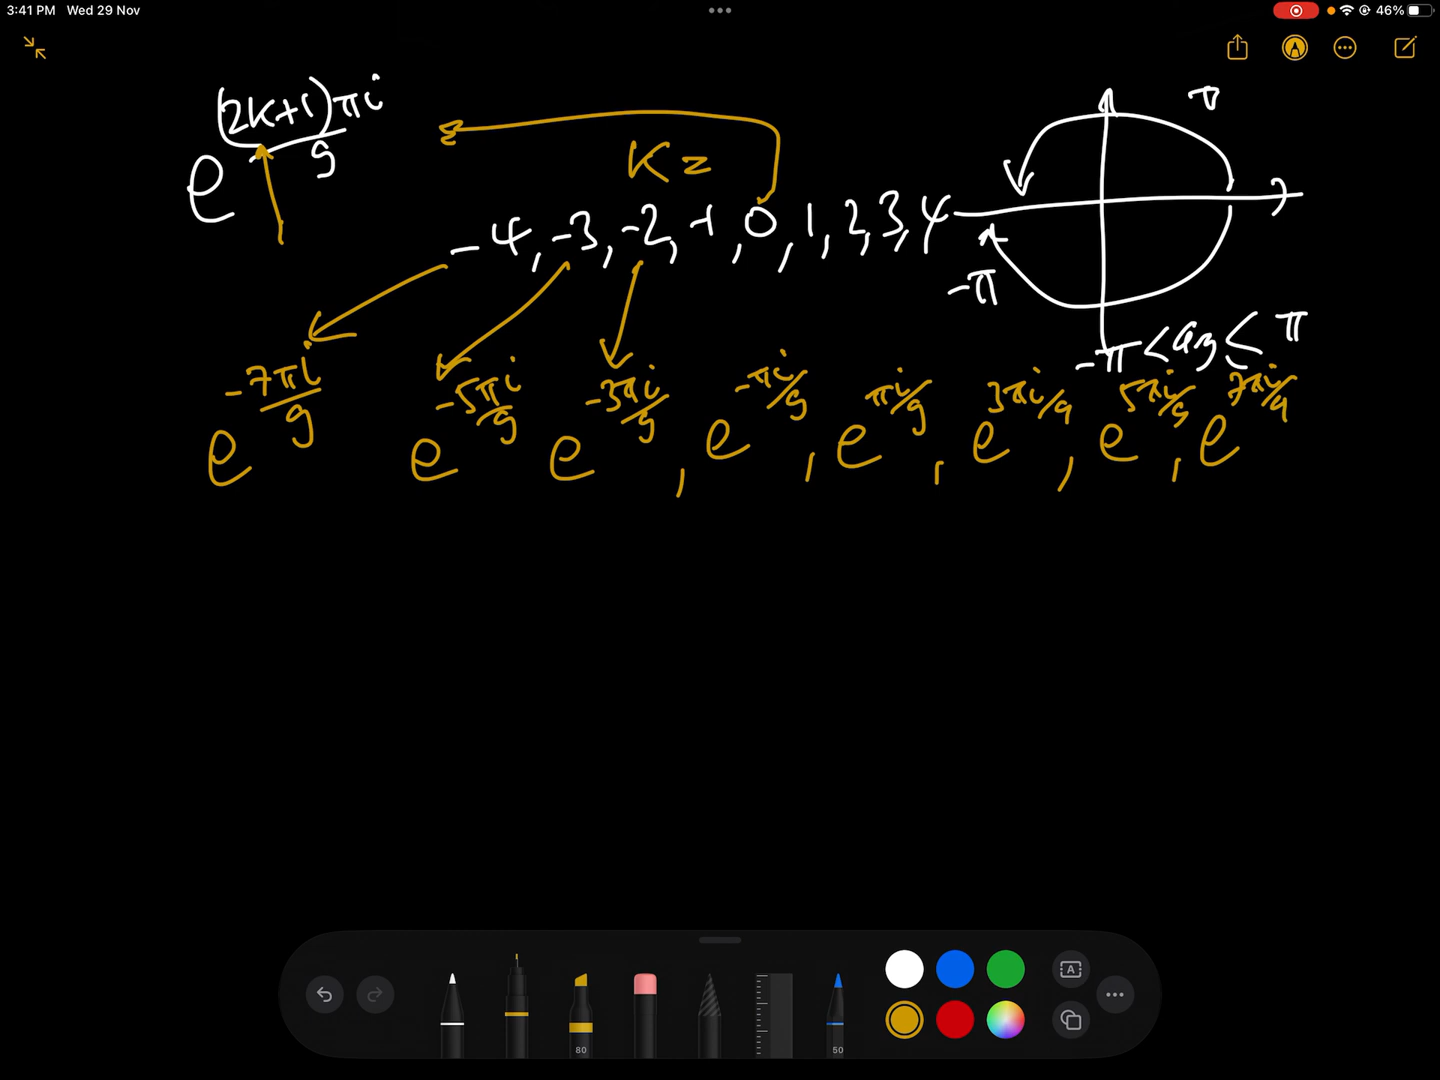 3:41 PM Wed 29 Nov
46%
e^((2k+1)πi/9)
K =
-4, -3, -2, -1, 0, 1, 2, 3, 4
π
-π
-π < arg ≤ π
e^(-7πi/9) e^(-5πi/9) e^(-3πi/9), e^(-πi/9), e^(πi/9), e^(3πi/9), e^(5πi/9), e^(7πi/9)
80
50
A